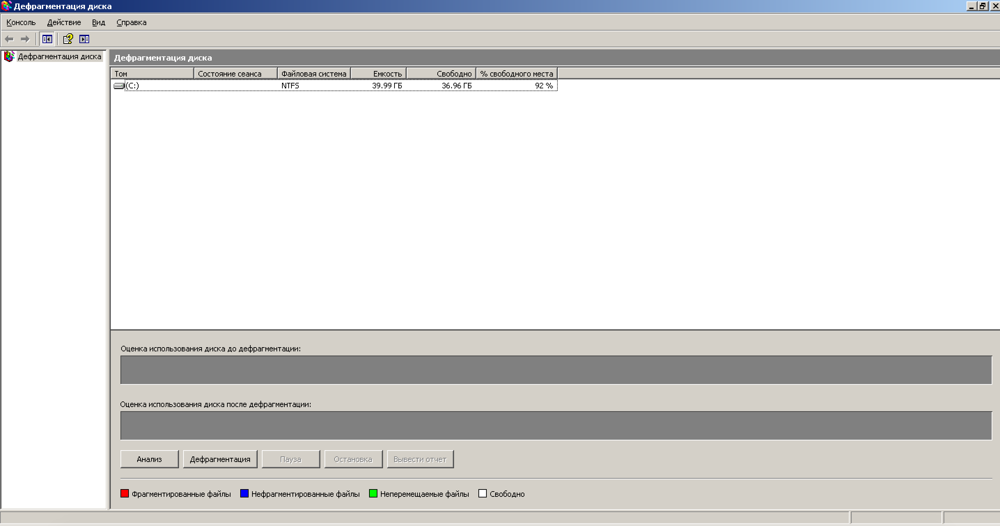 Дефрагментация диска
Консоль Действие Вид Справка
Дефрагментация диска
Дефрагментация диска
Том Состояние сеанса Файловая система Емкость Свободно % свободного места
(C:) NTFS 39.99 ГБ 36.96 ГБ 92 %
Оценка использования диска до дефрагментации:
Оценка использования диска после дефрагментации:
Анализ Дефрагментация Пауза Остановка Вывести отчет
Фрагментированные файлы Нефрагментированные файлы Неперемещаемые файлы Свободно